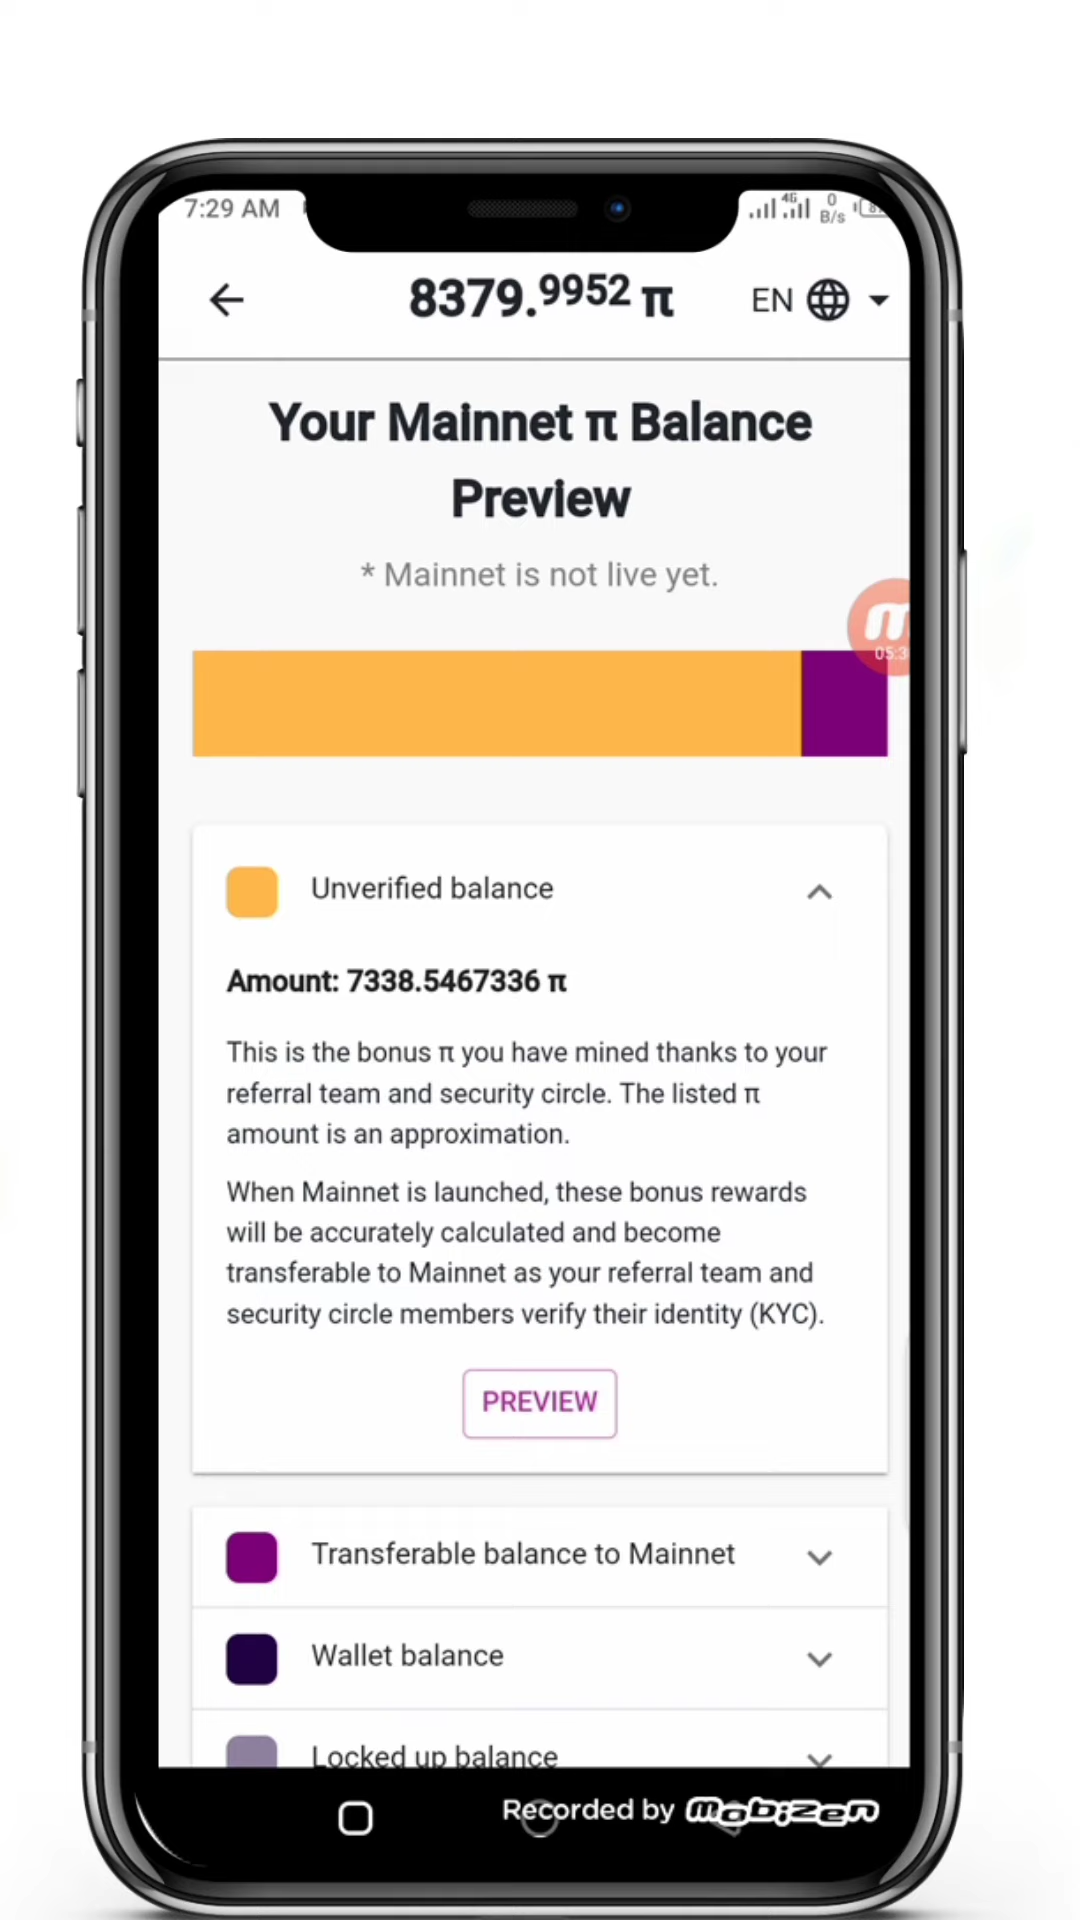 7:29 AM
4G
0
B/s
8379.9952 π
EN
Your Mainnet π Balance
Preview
* Mainnet is not live yet.
m
05:3
Unverified balance
Amount: 7338.5467336 π
This is the bonus π you have mined thanks to your
referral team and security circle. The listed π
amount is an approximation.
When Mainnet is launched, these bonus rewards
will be accurately calculated and become
transferable to Mainnet as your referral team and
security circle members verify their identity (KYC).
PREVIEW
Transferable balance to Mainnet
Wallet balance
Locked up balance
Recorded by mobizen